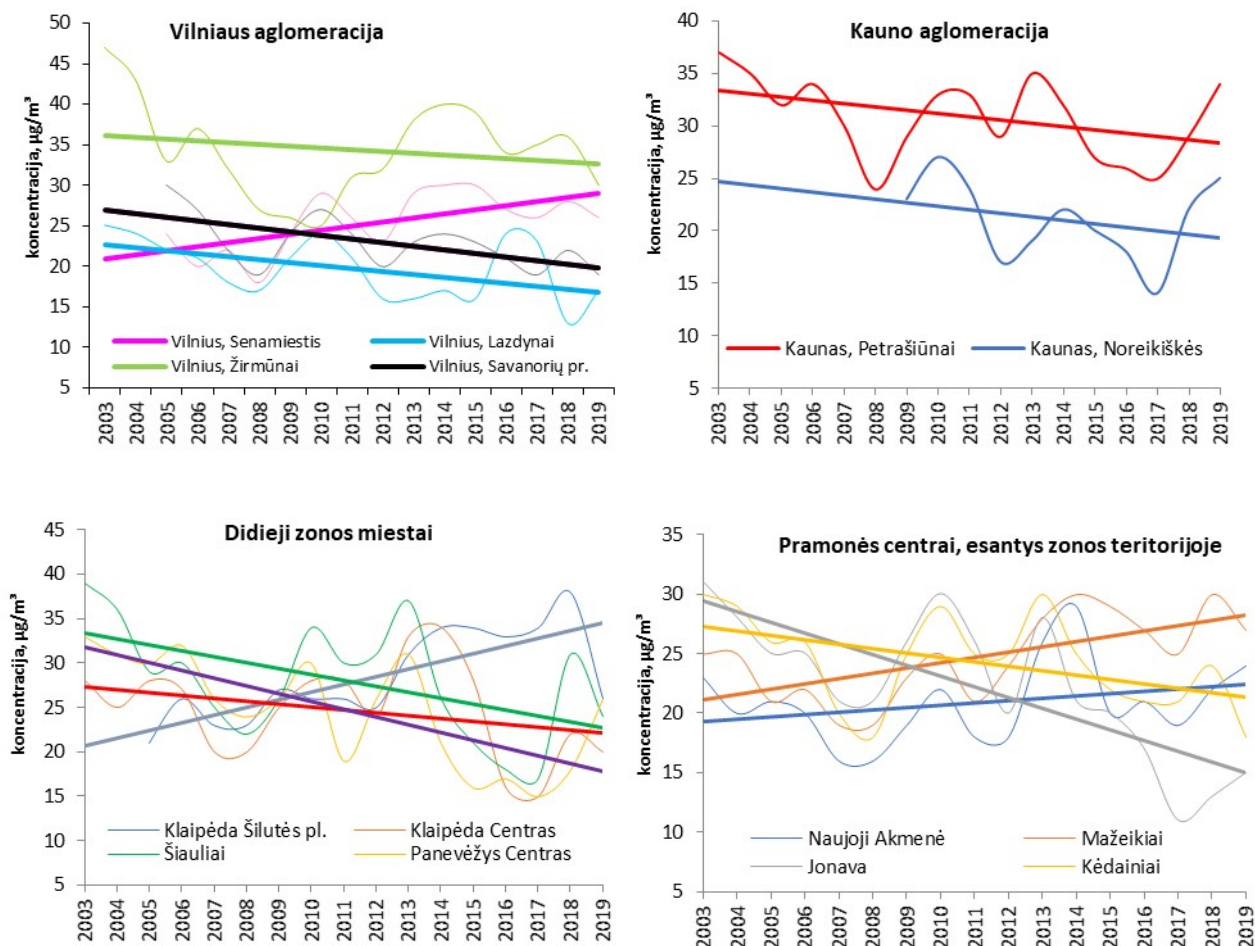 Vilniaus aglomeracija
koncentracija, µg/m³
50
45
40
35
30
25
20
15
10
5
2003 2004 2005 2006 2007 2008 2009 2010 2011 2012 2013 2014 2015 2016 2017 2018 2019
Vilnius, Senamiestis Vilnius, Lazdynai
Vilnius, Žirmūnai Vilnius, Savanorių pr.
Kauno aglomeracija
koncentracija, µg/m³
40
35
30
25
20
15
10
5
Kaunas, Petrašiūnai Kaunas, Noreikiškės
2003 2004 2005 2006 2007 2008 2009 2010 2011 2012 2013 2014 2015 2016 2017 2018 2019
Didieji zonos miestai
koncentracija, µg/m³
45
40
35
30
25
20
15
10
5
Klaipėda Šilutės pl. Klaipėda Centras
Šiauliai Panevėžys Centras
2003 2004 2005 2006 2007 2008 2009 2010 2011 2012 2013 2014 2015 2016 2017 2018 2019
Pramonės centrai, esantys zonos teritorijoje
koncentracija, µg/m³
35
30
25
20
15
10
5
Naujoji Akmenė Mažeikiai
Jonava Kėdainiai
2003 2004 2005 2006 2007 2008 2009 2010 2011 2012 2013 2014 2015 2016 2017 2018 2019